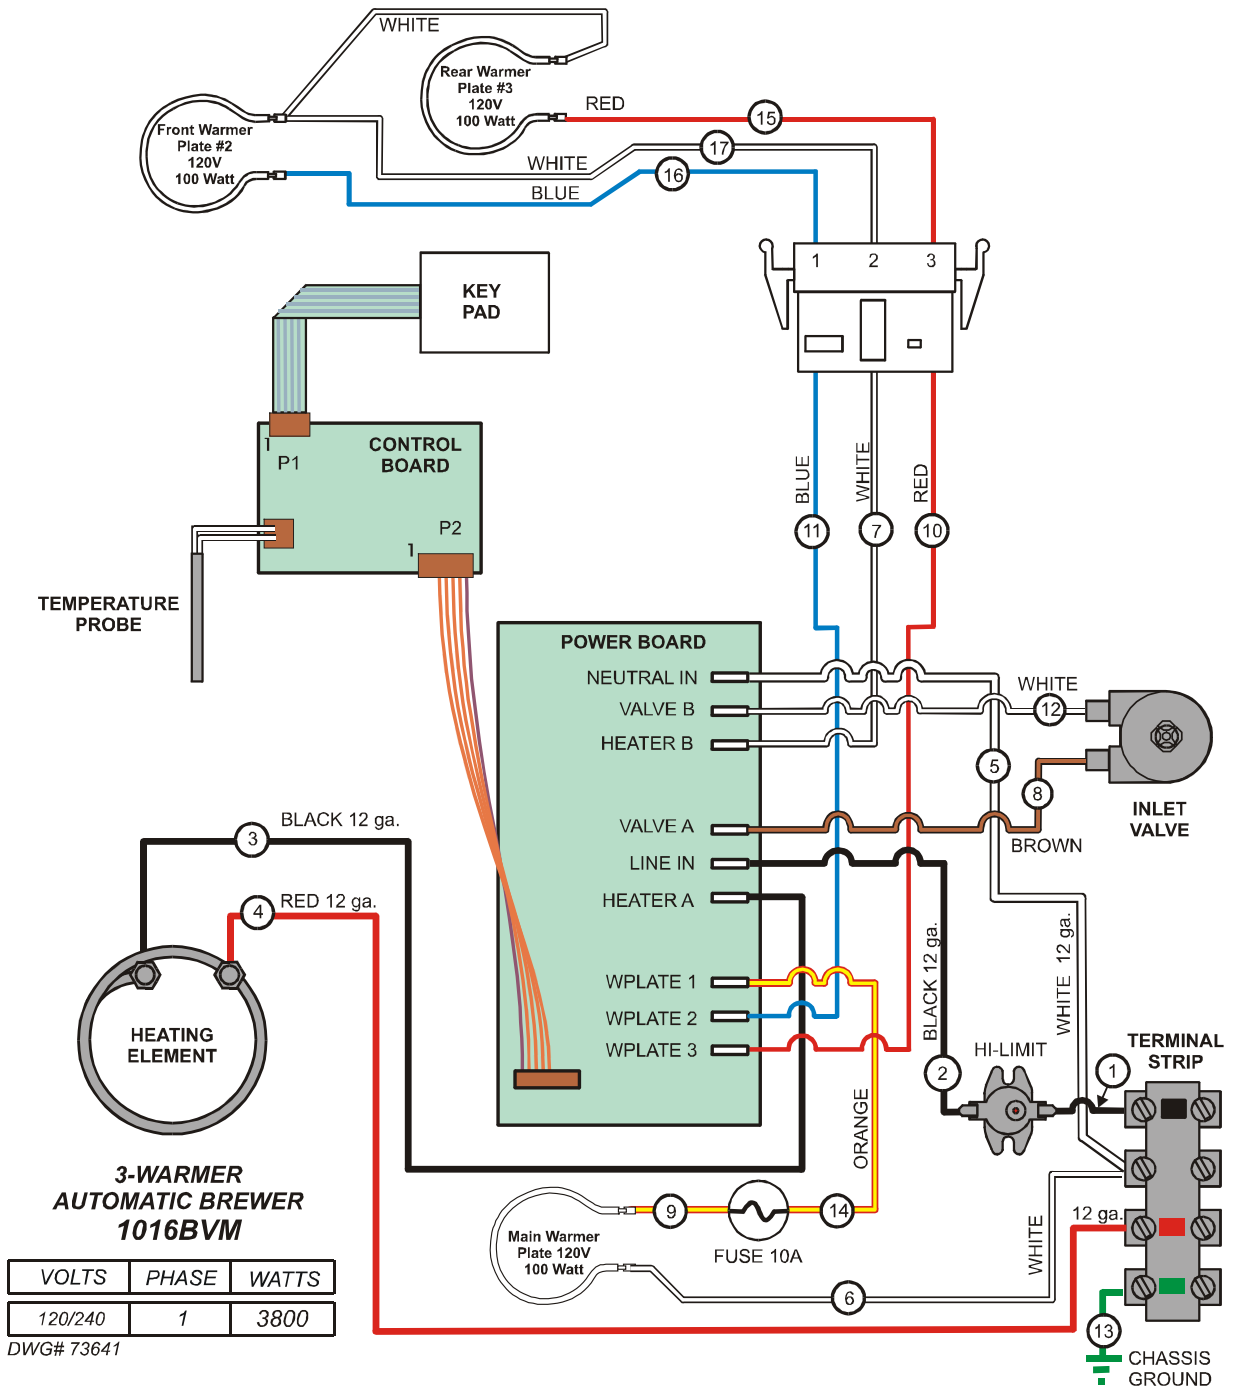 WHITE
Rear Warmer
Plate #3
120V
100 Watt
RED
15
Front Warmer
Plate #2
120V
100 Watt
WHITE
17
16
BLUE
1 2 3
KEY
PAD
1
P1
CONTROL
BOARD
P2
1
BLUE
WHITE
RED
11
7
10
TEMPERATURE
PROBE
POWER BOARD
NEUTRAL IN
VALVE B
HEATER B
VALVE A
LINE IN
HEATER A
WPLATE 1
WPLATE 2
WPLATE 3
WHITE
12
5
8
INLET
VALVE
BROWN
3
BLACK 12 ga.
4
RED 12 ga.
HEATING
ELEMENT
BLACK 12 ga.
WHITE 12 ga.
TERMINAL
STRIP
HI-LIMIT
1
2
ORANGE
3-WARMER
AUTOMATIC BREWER
1016BVM
9
14
FUSE 10A
Main Warmer
Plate 120V
100 Watt
WHITE
12 ga.
6
VOLTS PHASE WATTS
120/240 1 3800
DWG# 73641
13
CHASSIS
GROUND